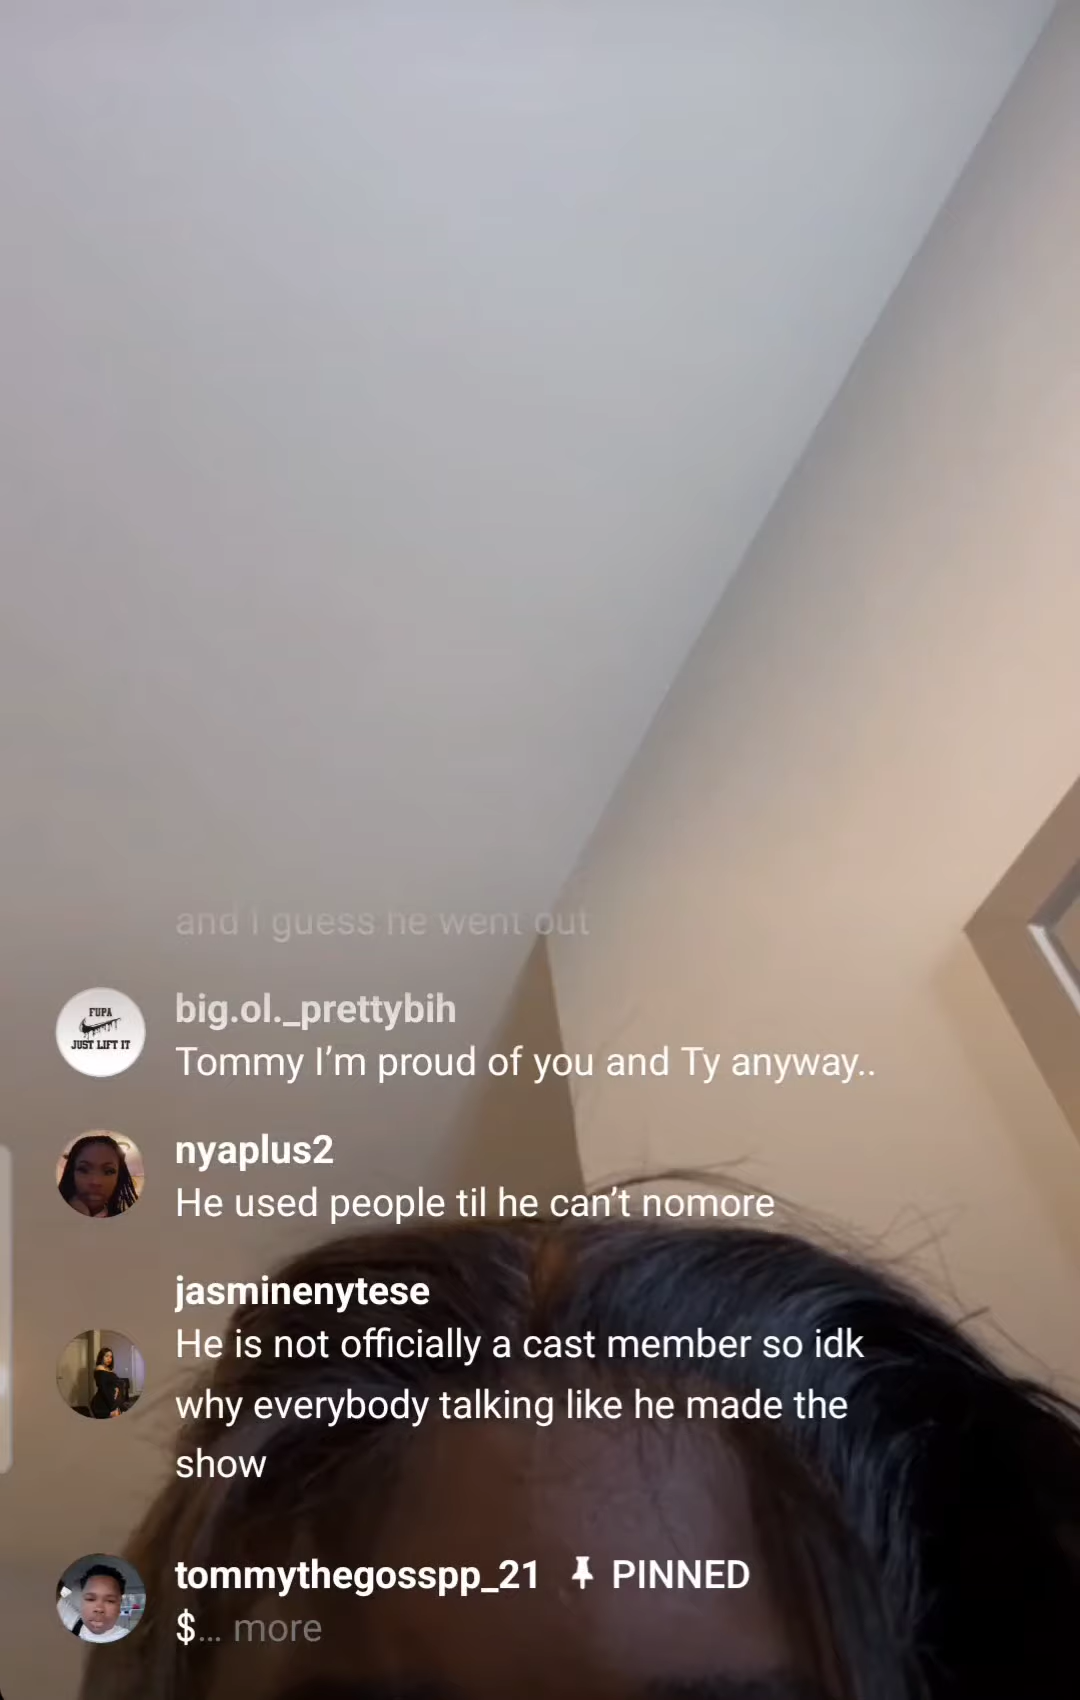 and I guess he went out
big.ol._prettybih
FUPA
JUST LIFT IT
Tommy I’m proud of you and Ty anyway..
nyaplus2
He used people til he can’t nomore
jasminenytese
He is not officially a cast member so idk
why everybody talking like he made the
show
tommythegosspp_21 PINNED
$... more